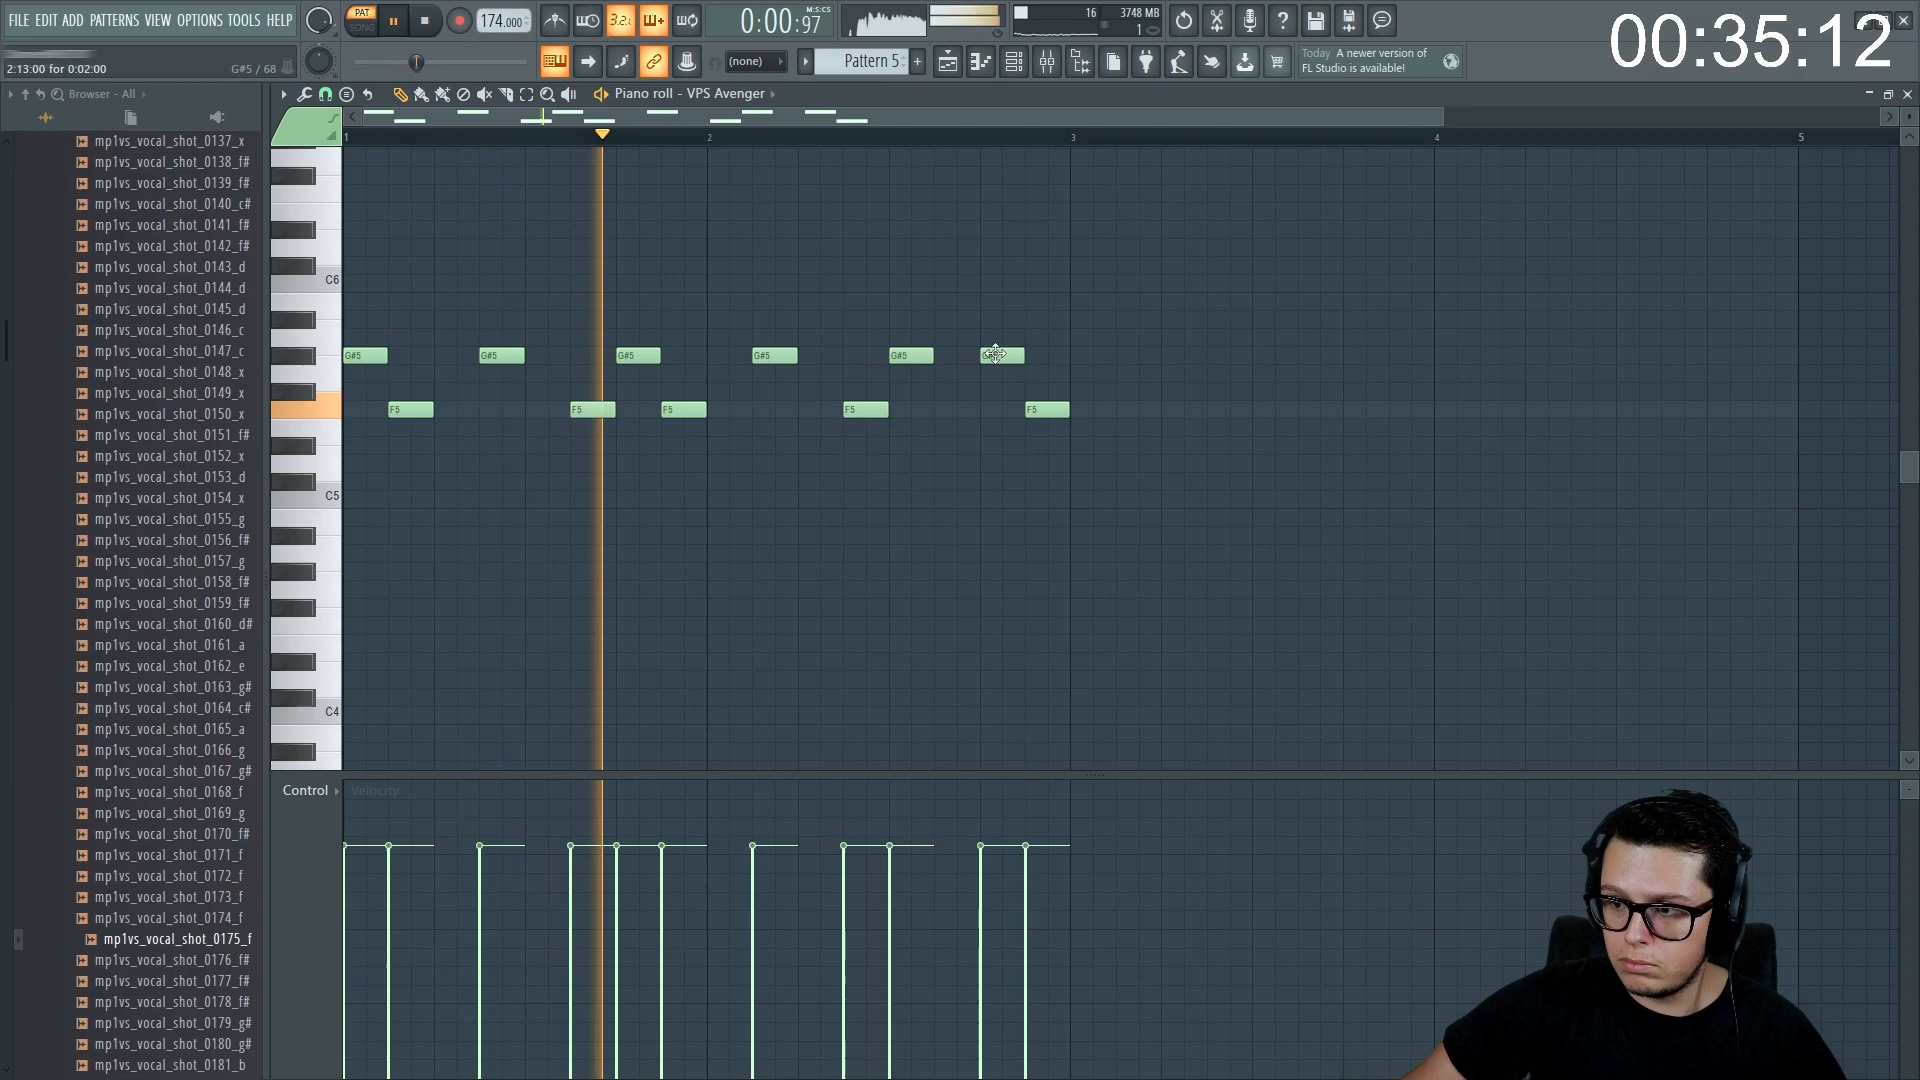 FILE EDIT ADD PATTERNS VIEW OPTIONS TOOLS HELP
PAT
SONG
174.000
3.2.
0:00:97
M:S:CS
16
3748 MB
1
00:35:12
2:13:00 for 0:02:00
G#5 / 68
(none)
Pattern 5
Today A newer version of
FL Studio is available!
Browser - All
Piano roll - VPS Avenger
1
2
3
4
5
mp1vs_vocal_shot_0137_x
mp1vs_vocal_shot_0138_f#
mp1vs_vocal_shot_0139_f#
mp1vs_vocal_shot_0140_c#
mp1vs_vocal_shot_0141_f#
mp1vs_vocal_shot_0142_f#
mp1vs_vocal_shot_0143_d
mp1vs_vocal_shot_0144_d
mp1vs_vocal_shot_0145_d
mp1vs_vocal_shot_0146_c
mp1vs_vocal_shot_0147_c
mp1vs_vocal_shot_0148_x
mp1vs_vocal_shot_0149_x
mp1vs_vocal_shot_0150_x
mp1vs_vocal_shot_0151_f#
mp1vs_vocal_shot_0152_x
mp1vs_vocal_shot_0153_d
mp1vs_vocal_shot_0154_x
mp1vs_vocal_shot_0155_g
mp1vs_vocal_shot_0156_f#
mp1vs_vocal_shot_0157_g
mp1vs_vocal_shot_0158_f#
mp1vs_vocal_shot_0159_f#
mp1vs_vocal_shot_0160_d#
mp1vs_vocal_shot_0161_a
mp1vs_vocal_shot_0162_e
mp1vs_vocal_shot_0163_g#
mp1vs_vocal_shot_0164_c#
mp1vs_vocal_shot_0165_a
mp1vs_vocal_shot_0166_g
mp1vs_vocal_shot_0167_g#
mp1vs_vocal_shot_0168_f
mp1vs_vocal_shot_0169_g
mp1vs_vocal_shot_0170_f#
mp1vs_vocal_shot_0171_f
mp1vs_vocal_shot_0172_f
mp1vs_vocal_shot_0173_f
mp1vs_vocal_shot_0174_f
mp1vs_vocal_shot_0175_f
mp1vs_vocal_shot_0176_f#
mp1vs_vocal_shot_0177_f#
mp1vs_vocal_shot_0178_f#
mp1vs_vocal_shot_0179_g#
mp1vs_vocal_shot_0180_g#
mp1vs_vocal_shot_0181_b
C6
G#5 G#5 G#5 G#5 G#5
F5 F5 F5 F5 F5
C5
C4
Control
Velocity